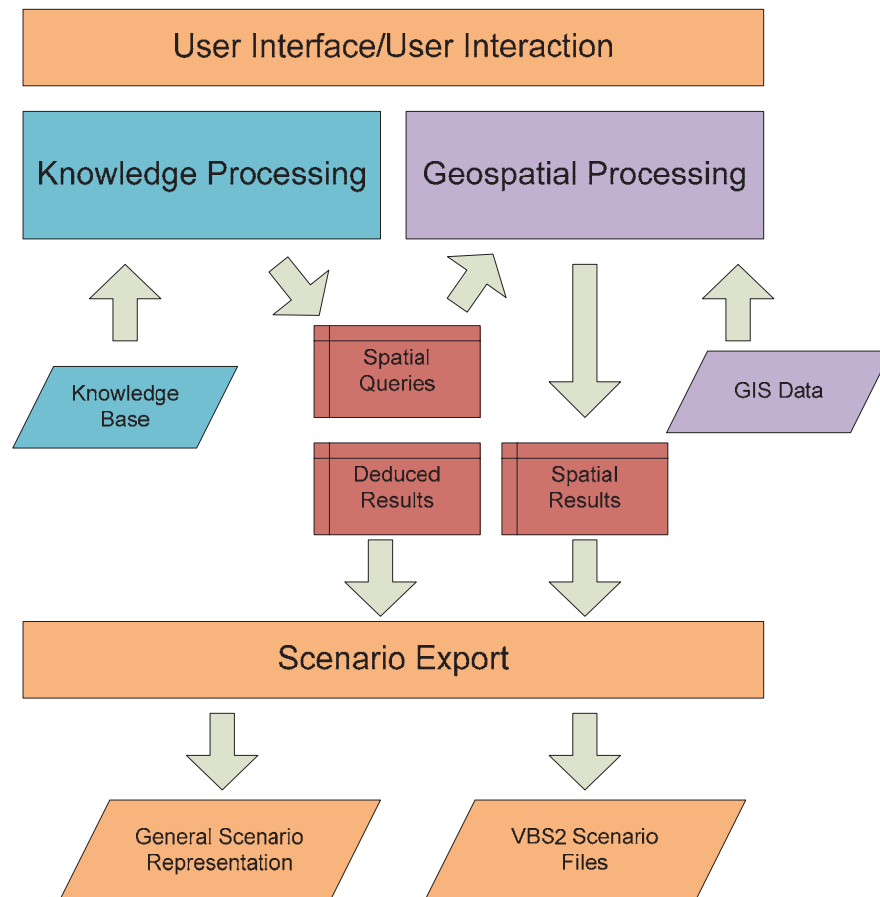 User Interface/User Interaction
Knowledge Processing
Geospatial Processing
Spatial
Queries
Knowledge
Base
GIS Data
Deduced
Results
Spatial
Results
Scenario Export
General Scenario
Representation
VBS2 Scenario
Files